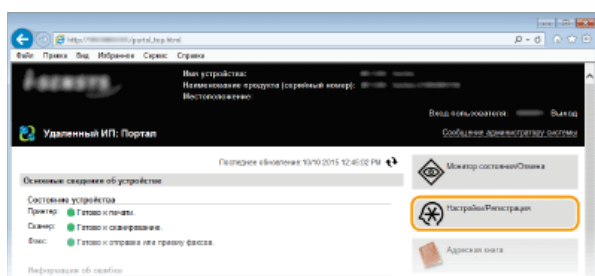 http://
/portal_top.html
Файл Правка Вид Избранное Сервис Справка
Имя устройства:
Наименование продукта (серийный номер):
Местоположение:
Вход пользователя: Выход
Удаленный ИП: Портал
Сообщение администратору системы
Последнее обновление: 10/10 2015 12:45:02 PM
Монитор состояния/Отмена
Основные сведения об устройстве
Состояние устройства
Принтер: Готово к печати.
Сканер: Готово к сканированию.
Факс: Готово к отправке или приему факсов.
Настройки/Регистрация
Адресная книга
Информация об ошибке